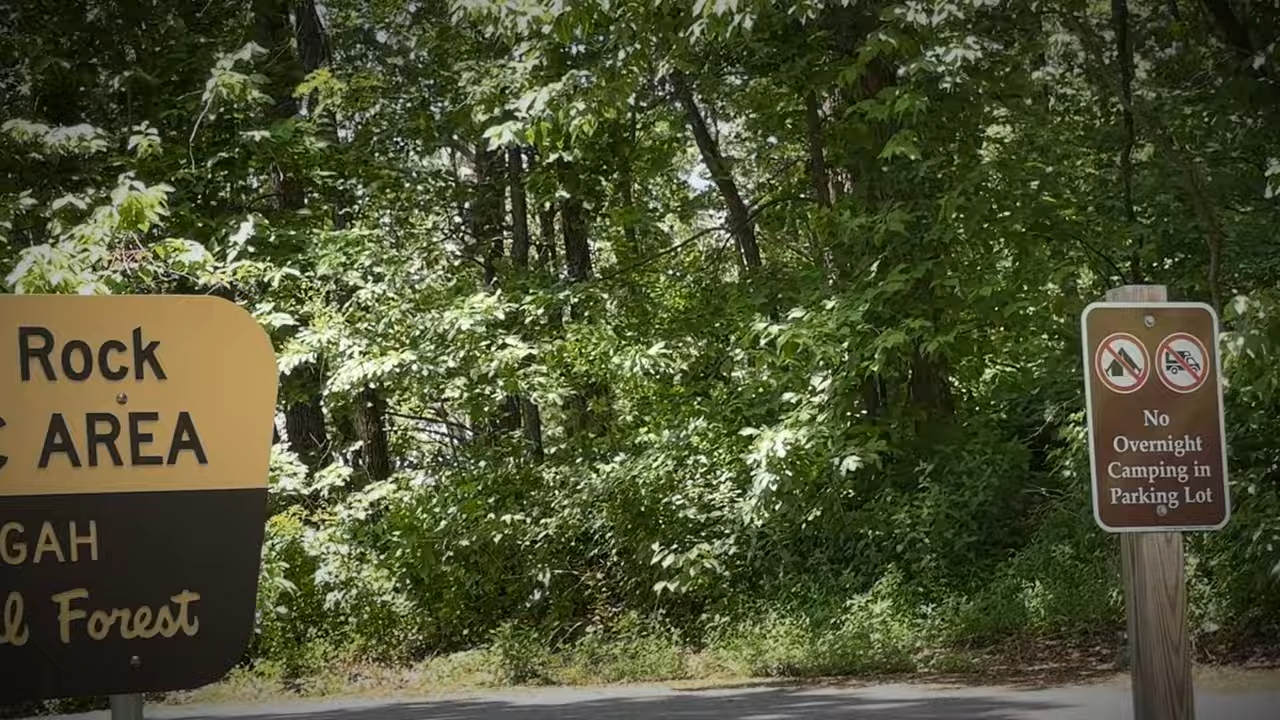 Rock
C AREA
GAH
l Forest
No
Overnight
Camping in
Parking Lot